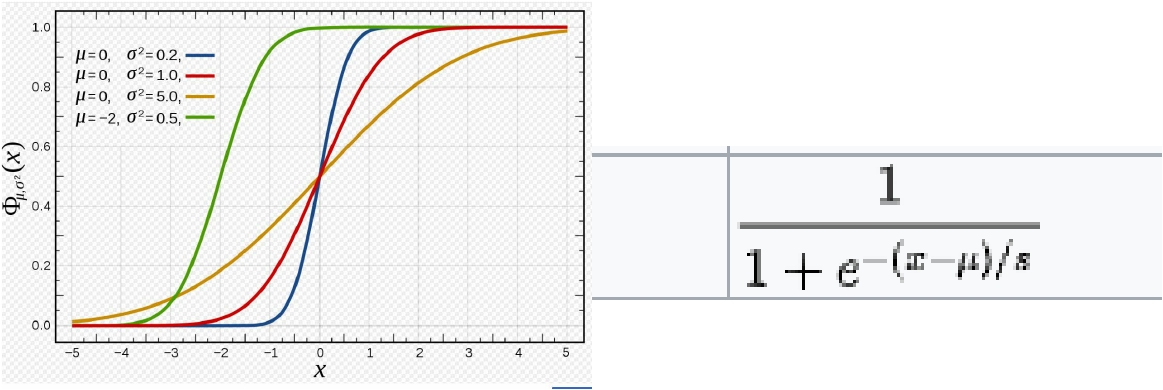 1.0
0.8
0.6
0.4
0.2
0.0
μ=0, σ²=0.2,
μ=0, σ²=1.0,
μ=0, σ²=5.0,
μ=−2, σ²=0.5,
Φμ,σ²(x)
−5 −4 −3 −2 −1 0 1 2 3 4 5
x
1
1 + e−(x−μ)/s